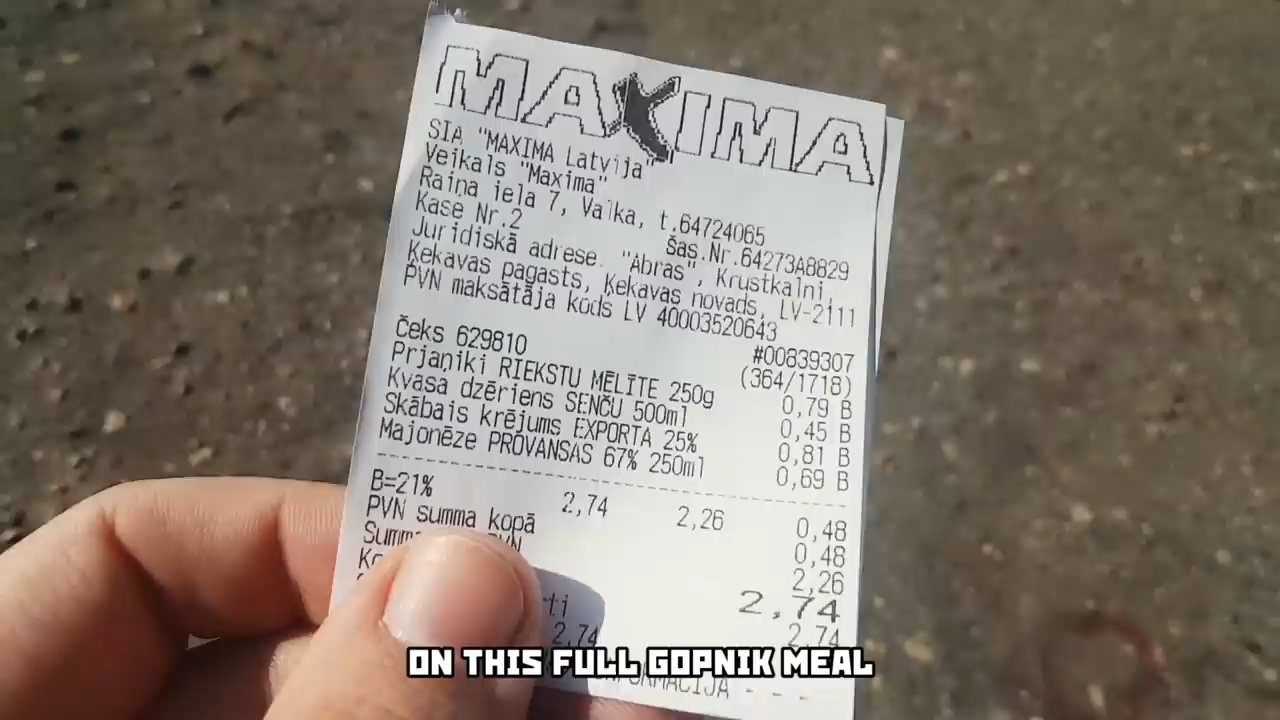 MAXIMA
SIA "MAXIMA Latvija"
Veikals "Maxima"
Raiņa iela 7, Valka, t.64724065
Kase Nr.2 šas.Nr.64273A8829
Juridiskā adrese. "Abras", Krustkalni,
Ķekavas pagasts, Ķekavas novads, LV-2111
PVN maksātāja kods LV 40003520643
Čeks 629810 #00839307
(364/1718)
Prjaņiki RIEKSTU MĒLĪTE 250g 0,79 B
Kvasa dzēriens SENČU 500ml 0,45 B
Skābais krējums EXPORTA 25% 0,81 B
Majonēze PROVANSAS 67% 250ml 0,69 B
B=21% 2,74 2,26 0,48
PVN summa kopā 0,48
2,26
2,74
2,74 2,74
ON THIS FULL GOPNIK MEAL